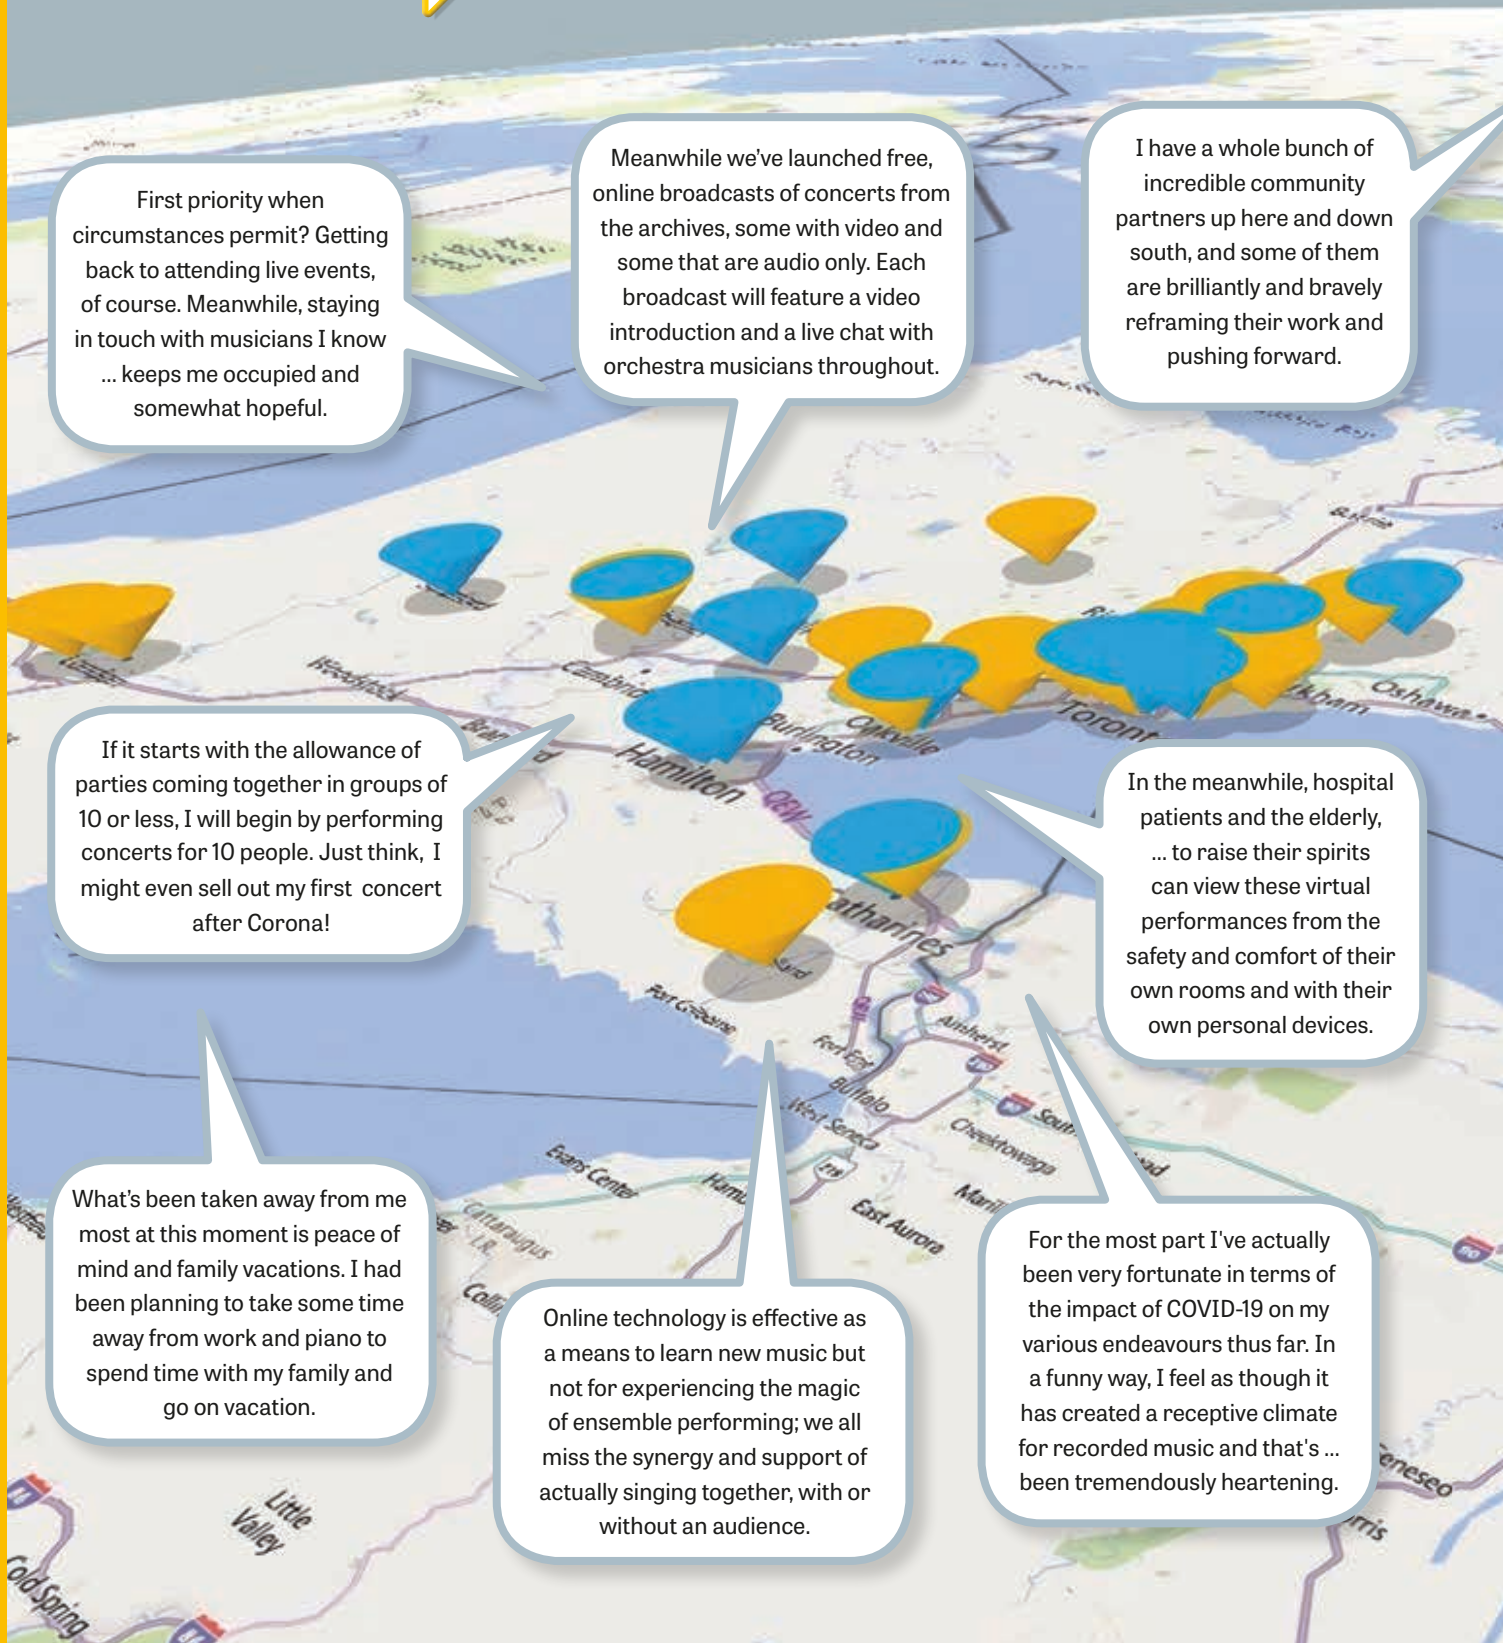 First priority when
circumstances permit? Getting
back to attending live events,
of course. Meanwhile, staying
in touch with musicians I know
... keeps me occupied and
somewhat hopeful.
Meanwhile we've launched free,
online broadcasts of concerts from
the archives, some with video and
some that are audio only. Each
broadcast will feature a video
introduction and a live chat with
orchestra musicians throughout.
I have a whole bunch of
incredible community
partners up here and down
south, and some of them
are brilliantly and bravely
reframing their work and
pushing forward.
Woodstock
Oshawa
Burlington
Oakville
Hamilton
QEW
If it starts with the allowance of
parties coming together in groups of
10 or less, I will begin by performing
concerts for 10 people. Just think, I
might even sell out my first concert
after Corona!
In the meanwhile, hospital
patients and the elderly,
... to raise their spirits
can view these virtual
performances from the
safety and comfort of their
own rooms and with their
own personal devices.
Port Colborne
Amherst
Fort Erie
Buffalo
West Seneca
Cheektowaga
Evans Center
East Aurora
Cattaraugus
I.R.
219
90
What's been taken away from me
most at this moment is peace of
mind and family vacations. I had
been planning to take some time
away from work and piano to
spend time with my family and
go on vacation.
Online technology is effective as
a means to learn new music but
not for experiencing the magic
of ensemble performing; we all
miss the synergy and support of
actually singing together, with or
without an audience.
For the most part I've actually
been very fortunate in terms of
the impact of COVID-19 on my
various endeavours thus far. In
a funny way, I feel as though it
has created a receptive climate
for recorded music and that's ...
been tremendously heartening.
Little
Valley
Cold Spring
86